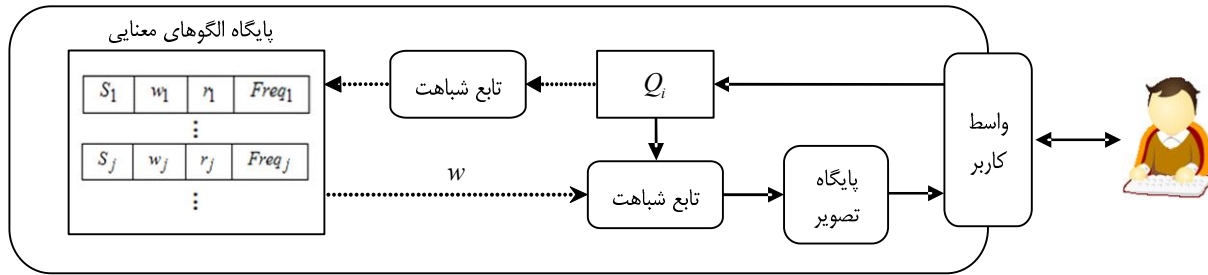 پایگاه الگوهای معنایی
S₁ w₁ r₁ Freq₁
⋮
Sⱼ wⱼ rⱼ Freqⱼ
⋮
تابع شباهت
Qᵢ
w
تابع شباهت
پایگاه
تصویر
واسط
کاربر